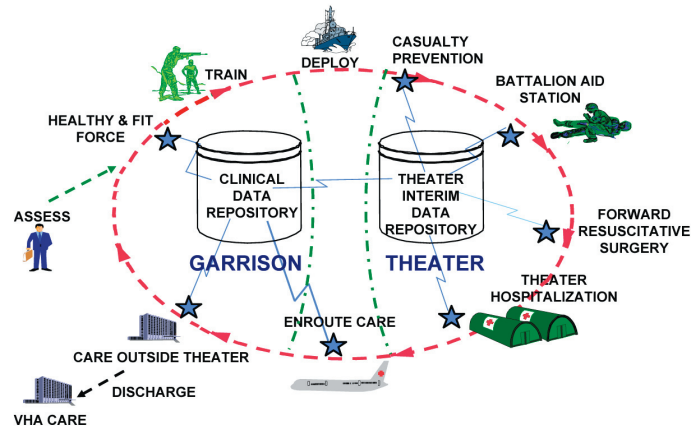 DEPLOY
CASUALTY
PREVENTION
TRAIN
BATTALION AID
STATION
HEALTHY & FIT
FORCE
CLINICAL
DATA
REPOSITORY
THEATER
INTERIM
DATA
REPOSITORY
ASSESS
FORWARD
RESUSCITATIVE
SURGERY
GARRISON
THEATER
THEATER
HOSPITALIZATION
ENROUTE CARE
CARE OUTSIDE THEATER
DISCHARGE
VHA CARE